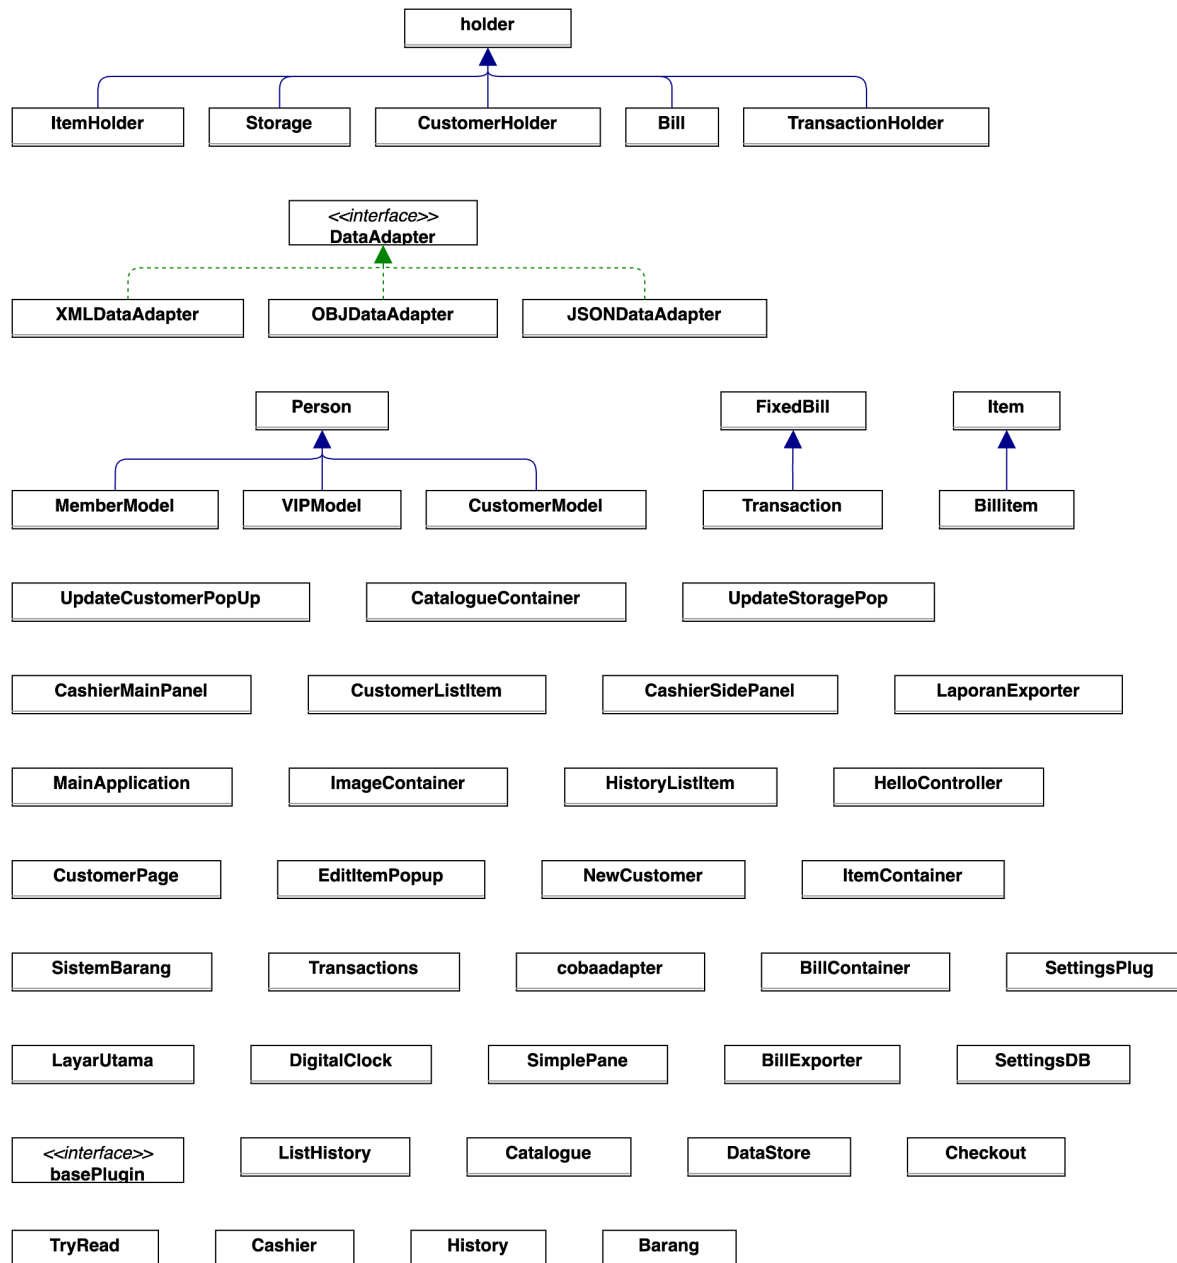 holder
ItemHolder Storage CustomerHolder Bill TransactionHolder
<<interface>>
DataAdapter
XMLDataAdapter OBJDataAdapter JSONDataAdapter
Person FixedBill Item
MemberModel VIPModel CustomerModel Transaction Billitem
UpdateCustomerPopUp CatalogueContainer UpdateStoragePop
CashierMainPanel CustomerListItem CashierSidePanel LaporanExporter
MainApplication ImageContainer HistoryListItem HelloController
CustomerPage EditItemPopup NewCustomer ItemContainer
SistemBarang Transactions cobaadapter BillContainer SettingsPlug
LayarUtama DigitalClock SimplePane BillExporter SettingsDB
<<interface>>
basePlugin ListHistory Catalogue DataStore Checkout
TryRead Cashier History Barang